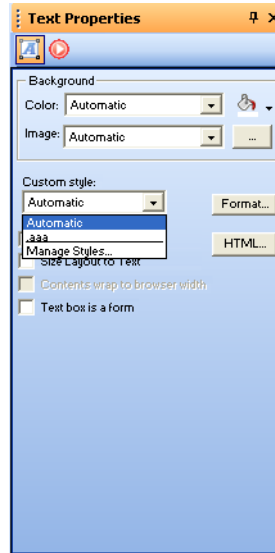 Text Properties
Background
Color: Automatic
Image: Automatic ...
Custom style:
Automatic Format...
Automatic
.aaa
Manage Styles... HTML...
Size Layout to Text
Contents wrap to browser width
Text box is a form